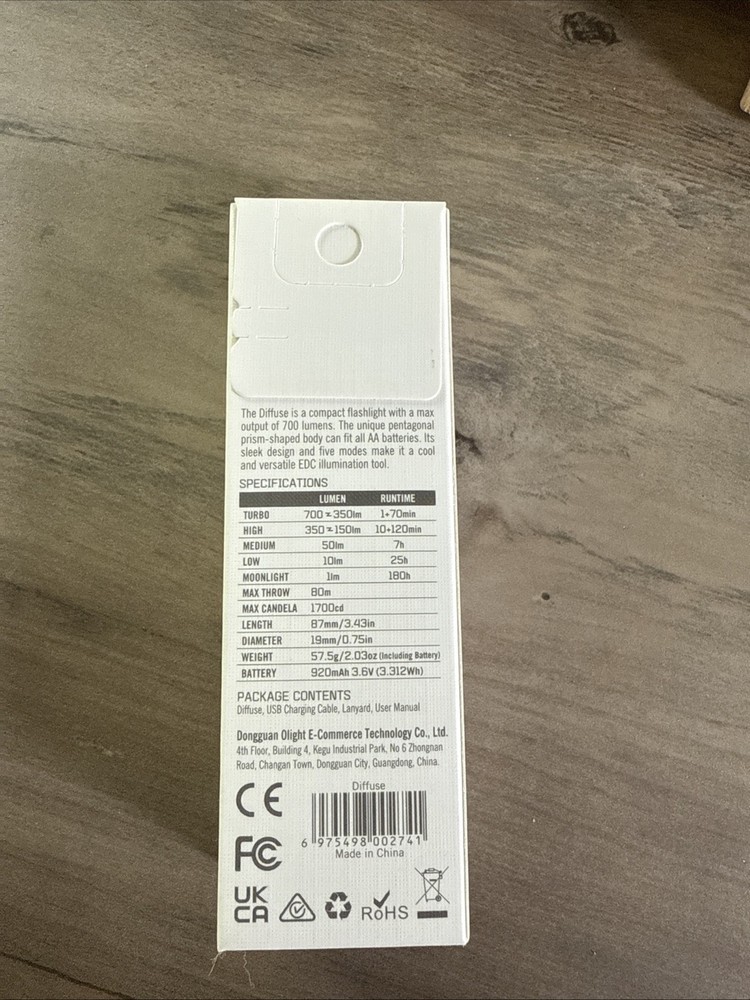 The Diffuse is a compact flashlight with a max
output of 700 lumens. The unique pentagonal
prism-shaped body can fit all AA batteries. Its
sleek design and five modes make it a cool
and versatile EDC illumination tool.
SPECIFICATIONS
LUMEN RUNTIME
TURBO 700~350lm 1+70min
HIGH 350~150lm 10+120min
MEDIUM 50lm 7h
LOW 10lm 25h
MOONLIGHT 1lm 180h
MAX THROW 80m
MAX CANDELA 1700cd
LENGTH 87mm/3.43in
DIAMETER 19mm/0.75in
WEIGHT 57.5g/2.03oz (Including Battery)
BATTERY 920mAh 3.6V (3.312Wh)
PACKAGE CONTENTS
Diffuse, USB Charging Cable, Lanyard, User Manual
Dongguan Olight E-Commerce Technology Co., Ltd.
4th Floor, Building 4, Kegu Industrial Park, No 6 Zhongnan
Road, Changan Town, Dongguan City, Guangdong, China.
Diffuse
6 975498 002741
Made in China
CE
FC
UK
CA
RoHS